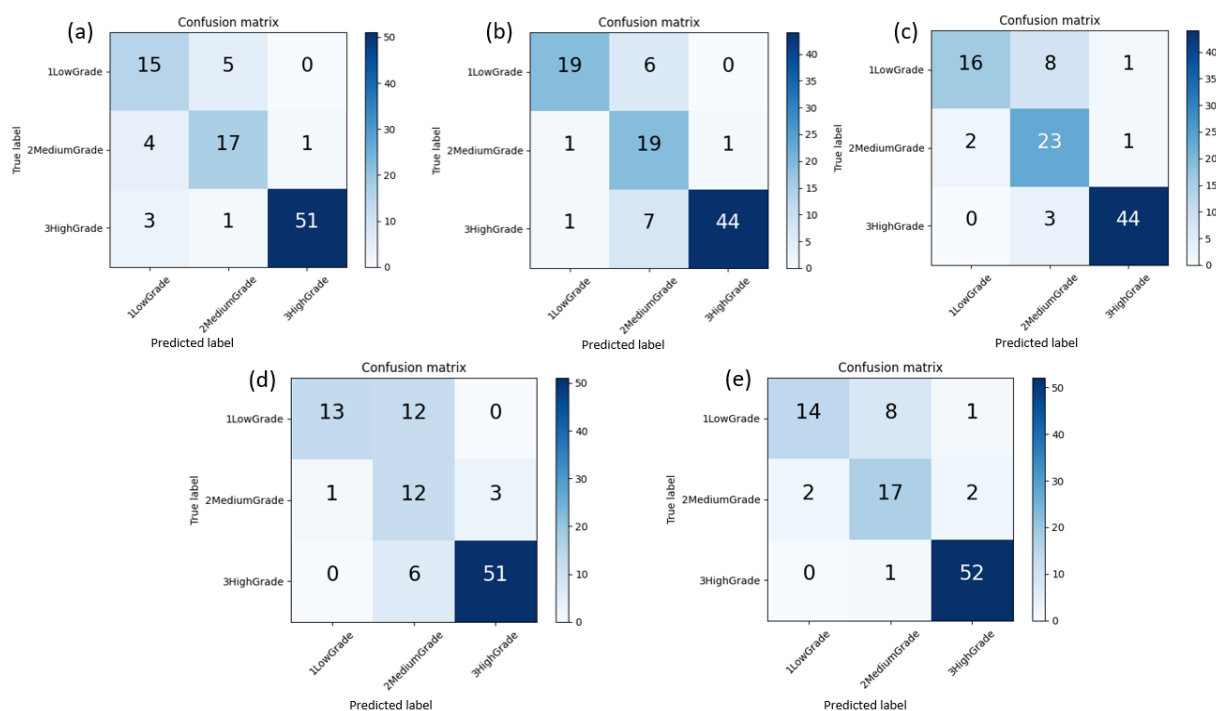 (a)
Confusion matrix
True label
1LowGrade
2MediumGrade
3HighGrade
15 5 0
4 17 1
3 1 51
1LowGrade
2MediumGrade
3HighGrade
Predicted label
50
40
30
20
10
0
(b)
Confusion matrix
True label
1LowGrade
2MediumGrade
3HighGrade
19 6 0
1 19 1
1 7 44
1LowGrade
2MediumGrade
3HighGrade
Predicted label
40
35
30
25
20
15
10
5
0
(c)
Confusion matrix
True label
1LowGrade
2MediumGrade
3HighGrade
16 8 1
2 23 1
0 3 44
1LowGrade
2MediumGrade
3HighGrade
Predicted label
40
35
30
25
20
15
10
5
0
(d)
Confusion matrix
True label
1LowGrade
2MediumGrade
3HighGrade
13 12 0
1 12 3
0 6 51
1LowGrade
2MediumGrade
3HighGrade
Predicted label
50
40
30
20
10
0
(e)
Confusion matrix
True label
1LowGrade
2MediumGrade
3HighGrade
14 8 1
2 17 2
0 1 52
1LowGrade
2MediumGrade
3HighGrade
Predicted label
50
40
30
20
10
0